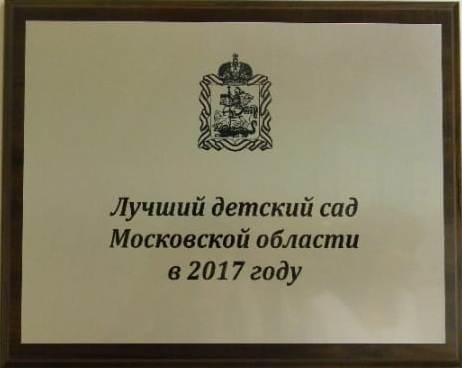 Лучший детский сад
Московской области
в 2017 году